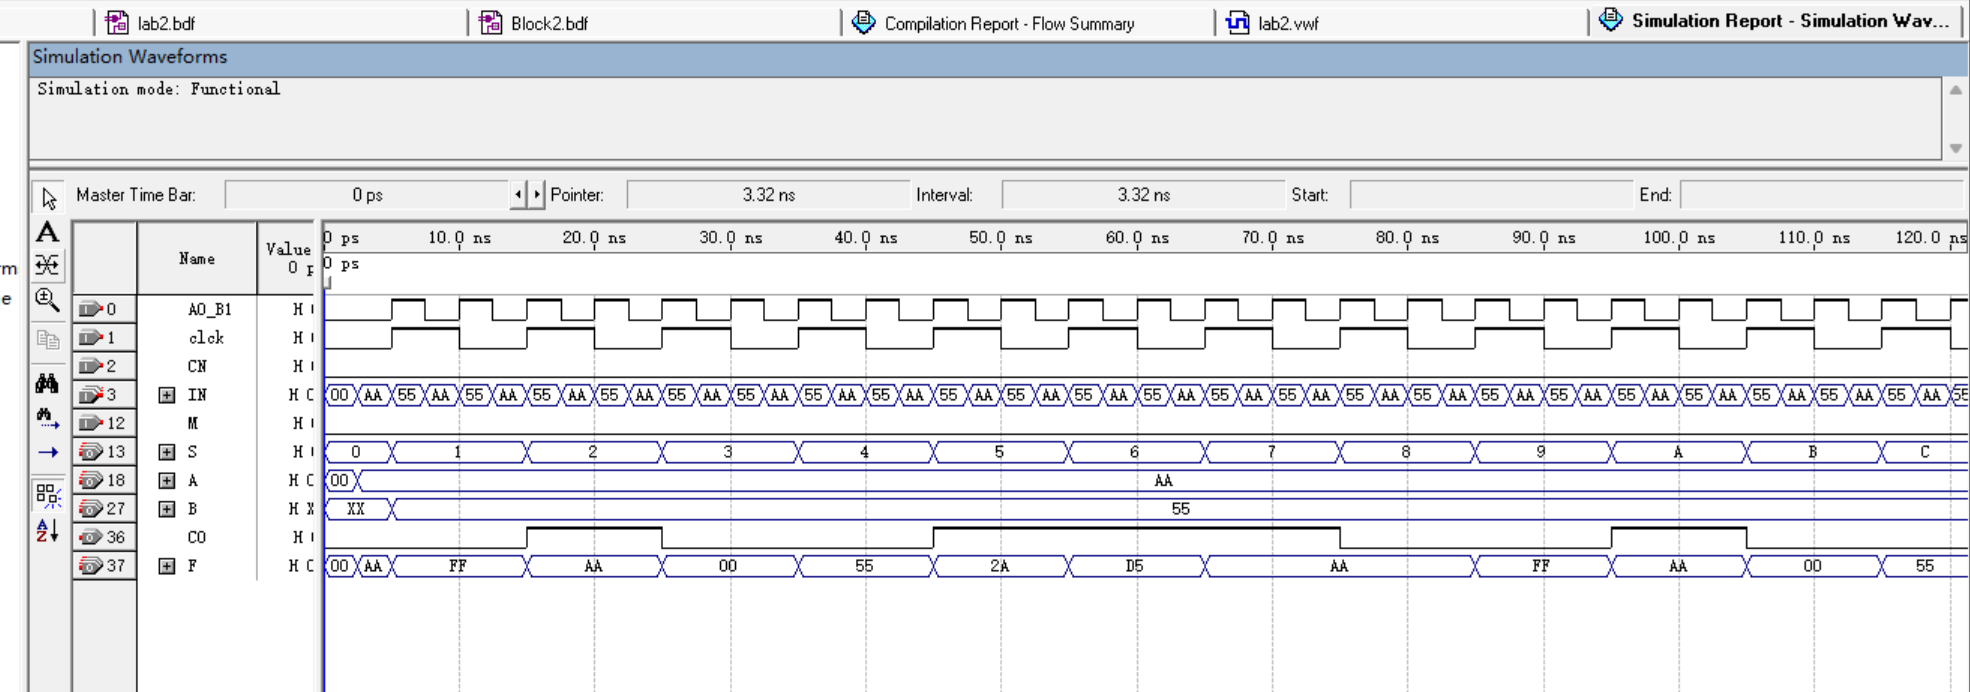 lab2.bdf Block2.bdf Compilation Report - Flow Summary lab2.vwf Simulation Report - Simulation Wav...
Simulation Waveforms
Simulation mode: Functional
Master Time Bar: 0 ps Pointer: 3.32 ns Interval: 3.32 ns Start: End:
Name Value 0 p
0 ps 10.0 ns 20.0 ns 30.0 ns 40.0 ns 50.0 ns 60.0 ns 70.0 ns 80.0 ns 90.0 ns 100.0 ns 110.0 ns 120.0 ns
0 ps
0 A0_B1 H
1 clck H
2 CN H
3 IN H C 00 AA 55 AA 55 AA 55 AA 55 AA 55 AA 55 AA 55 AA 55 AA 55 AA 55 AA 55 AA 55 AA 55 AA 55 AA 55 AA 55 AA 55 AA 55 AA 55 AA 55 AA 55 AA 55 AA 55 AA 55
12 M H
13 S H 0 1 2 3 4 5 6 7 8 9 A B C
18 A H C 00 AA
27 B H X XX 55
36 CO H
37 F H C 00 AA FF AA 00 55 2A D5 AA FF AA 00 55